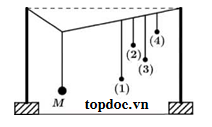 (2)
(4)
(3)
M
(1)
topdoc.vn